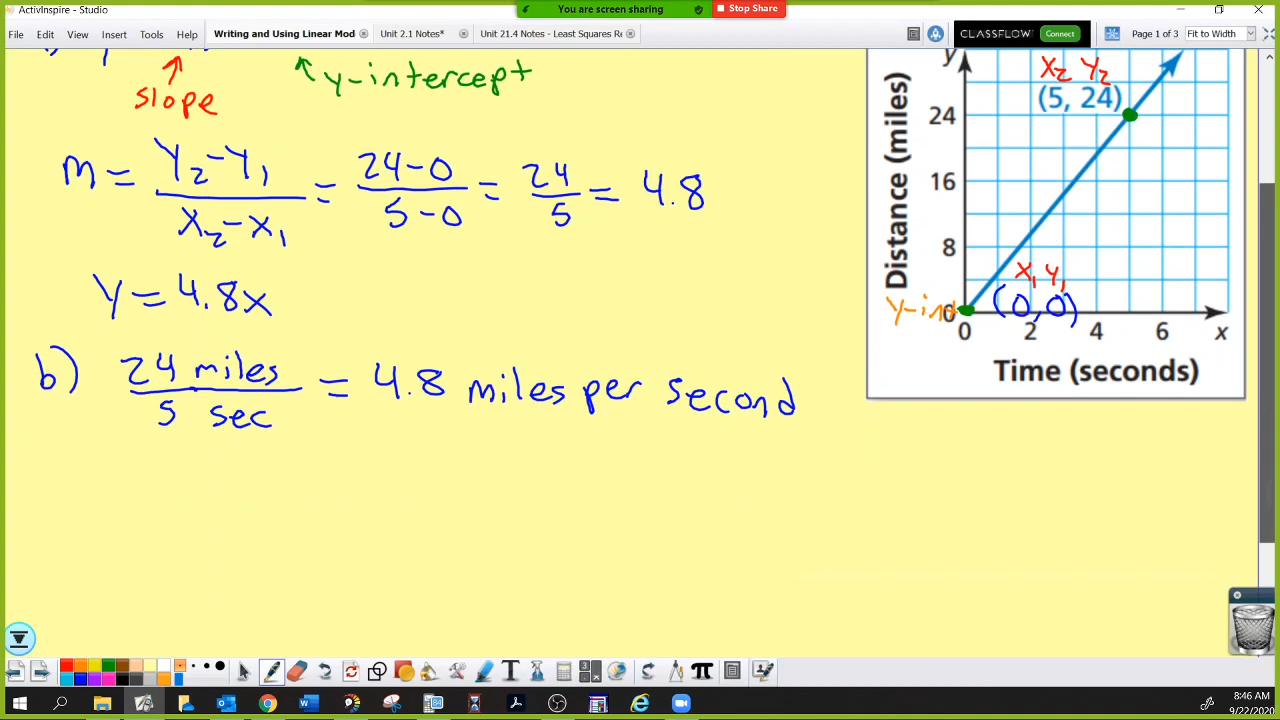 ActivInspire - Studio
You are screen sharing
Stop Share
File Edit View Insert Tools Help
Writing and Using Linear Mod
Unit 2.1 Notes*
Unit 21.4 Notes - Least Squares Re
CLASSFLOW Connect
Page 1 of 3
Fit to Width
slope
y-intercept
m = Y2-Y1 / X2-X1 = 24-0 / 5-0 = 24 / 5 = 4.8
y = 4.8x
b) 24 miles / 5 sec = 4.8 miles per second
y
X2 Y2
(5, 24)
24
16
8
0
Distance (miles)
X1 Y1
(0,0)
y-int
0 2 4 6 x
Time (seconds)
8:46 AM
9/22/2020